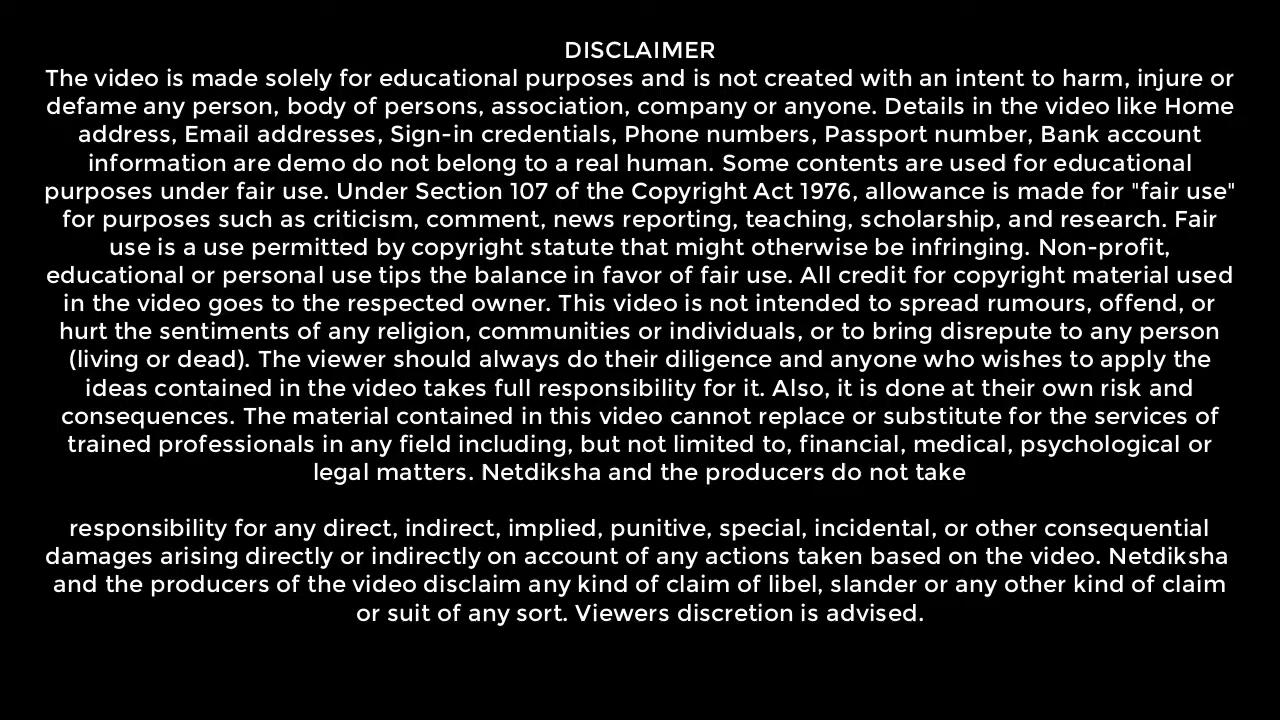 DISCLAIMER
The video is made solely for educational purposes and is not created with an intent to harm, injure or
defame any person, body of persons, association, company or anyone. Details in the video like Home
address, Email addresses, Sign-in credentials, Phone numbers, Passport number, Bank account
information are demo do not belong to a real human. Some contents are used for educational
purposes under fair use. Under Section 107 of the Copyright Act 1976, allowance is made for "fair use"
for purposes such as criticism, comment, news reporting, teaching, scholarship, and research. Fair
use is a use permitted by copyright statute that might otherwise be infringing. Non-profit,
educational or personal use tips the balance in favor of fair use. All credit for copyright material used
in the video goes to the respected owner. This video is not intended to spread rumours, offend, or
hurt the sentiments of any religion, communities or individuals, or to bring disrepute to any person
(living or dead). The viewer should always do their diligence and anyone who wishes to apply the
ideas contained in the video takes full responsibility for it. Also, it is done at their own risk and
consequences. The material contained in this video cannot replace or substitute for the services of
trained professionals in any field including, but not limited to, financial, medical, psychological or
legal matters. Netdiksha and the producers do not take
responsibility for any direct, indirect, implied, punitive, special, incidental, or other consequential
damages arising directly or indirectly on account of any actions taken based on the video. Netdiksha
and the producers of the video disclaim any kind of claim of libel, slander or any other kind of claim
or suit of any sort. Viewers discretion is advised.